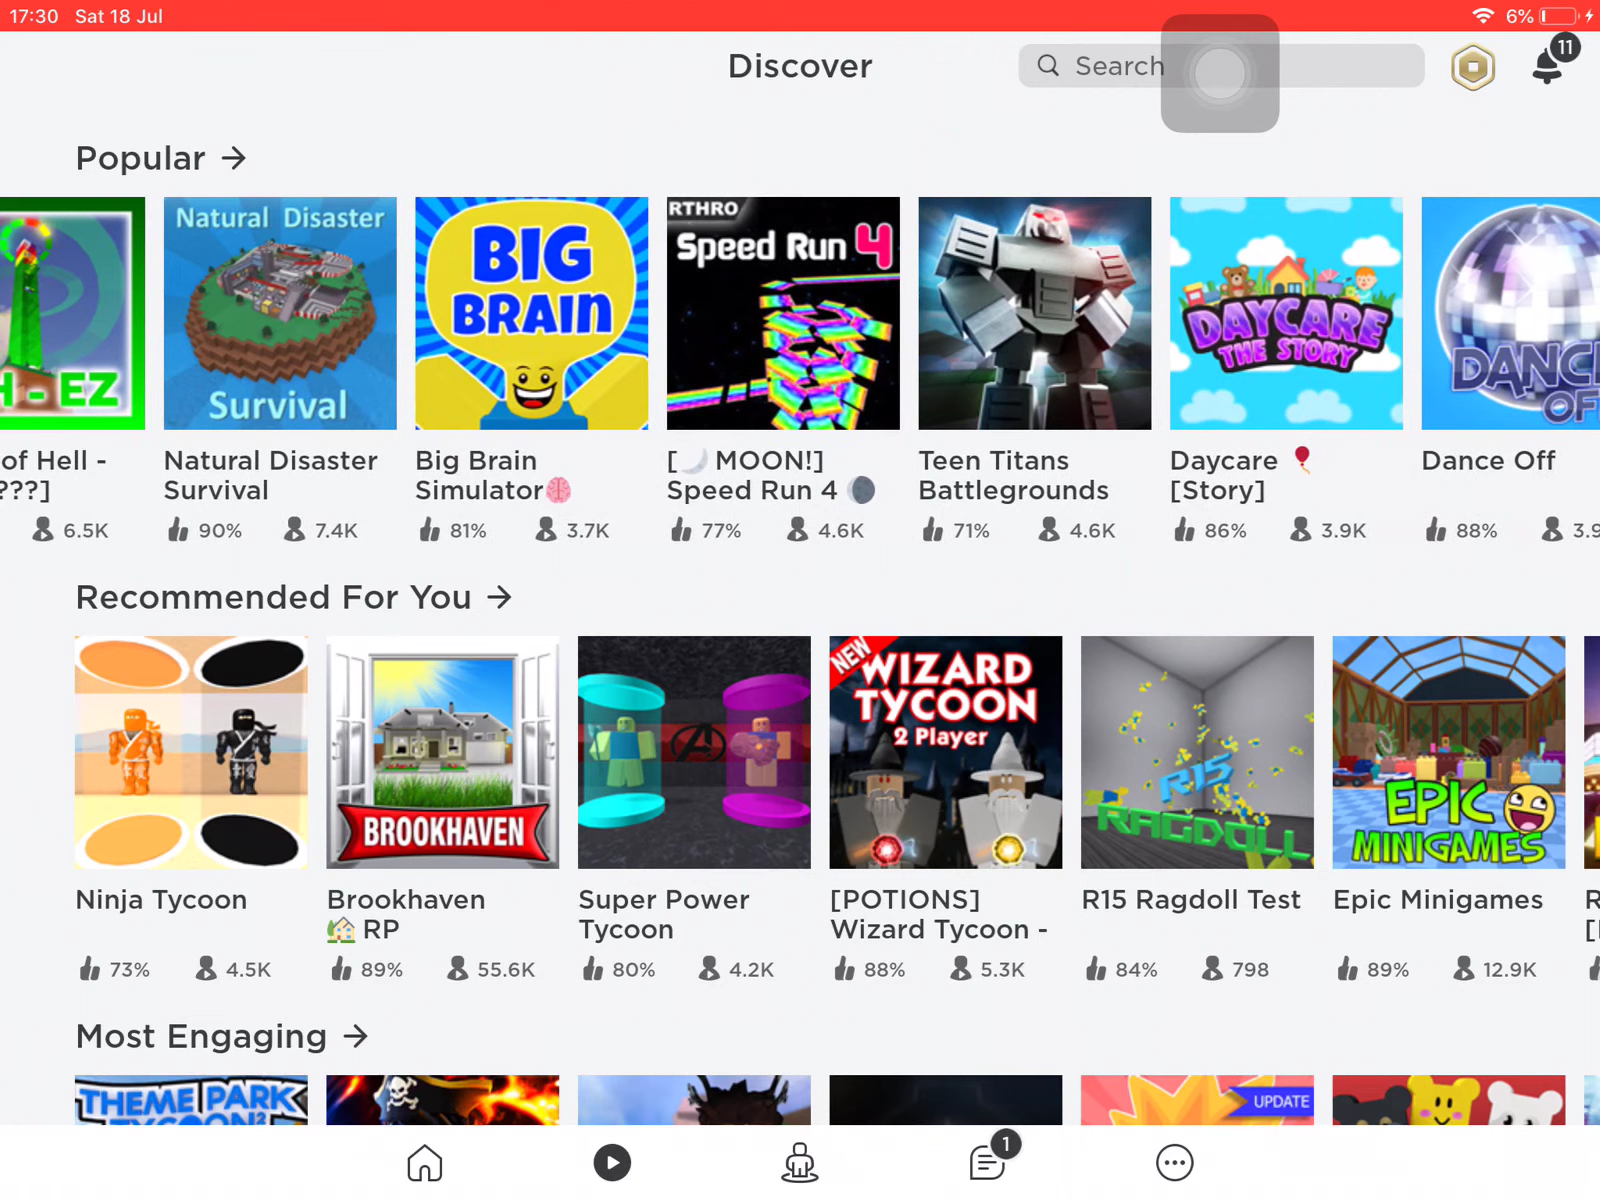 17:30 Sat 18 Jul 6%
Discover
Search
11
Popular →
H - EZ
Natural Disaster
Survival
BIG
BRAIN
RTHRO
Speed Run 4
DAYCARE
THE STORY
DANCE
OF
of Hell -
???]
Natural Disaster
Survival
Big Brain
Simulator🧠
[🌙 MOON!]
Speed Run 4 🌘
Teen Titans
Battlegrounds
Daycare 🎈
[Story]
Dance Off
6.5K
90% 7.4K
81% 3.7K
77% 4.6K
71% 4.6K
86% 3.9K
88% 3.9
Recommended For You →
BROOKHAVEN
NEW
WIZARD
TYCOON
2 Player
R15
RAGDOLL
EPIC
MINIGAMES
Ninja Tycoon
Brookhaven
🏡 RP
Super Power
Tycoon
[POTIONS]
Wizard Tycoon -
R15 Ragdoll Test
Epic Minigames
73% 4.5K
89% 55.6K
80% 4.2K
88% 5.3K
84% 798
89% 12.9K
Most Engaging →
THEME PARK
TYCOON 2
UPDATE
1